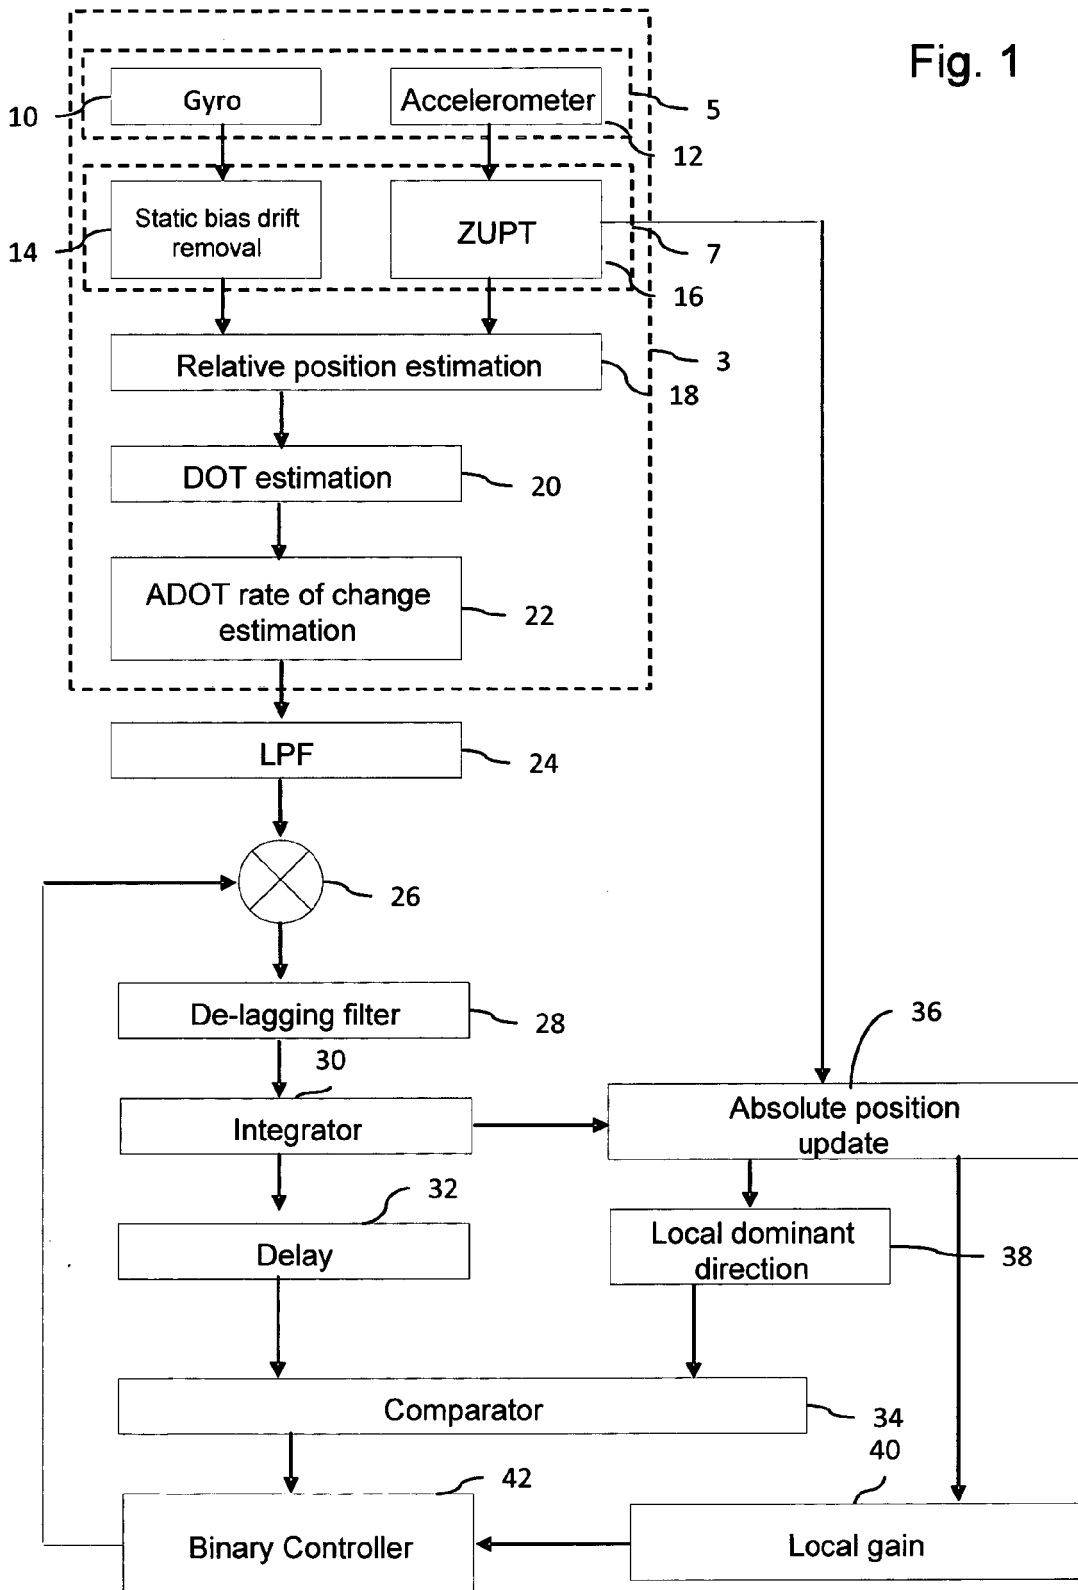 Fig. 1
10
Gyro
Accelerometer
5
12
14
Static bias drift
removal
ZUPT
7
16
Relative position estimation
3
18
DOT estimation
20
ADOT rate of change
estimation
22
LPF
24
26
De-lagging filter
28
36
30
Integrator
Absolute position
update
32
Delay
Local dominant
direction
38
Comparator
34
40
42
Binary Controller
Local gain